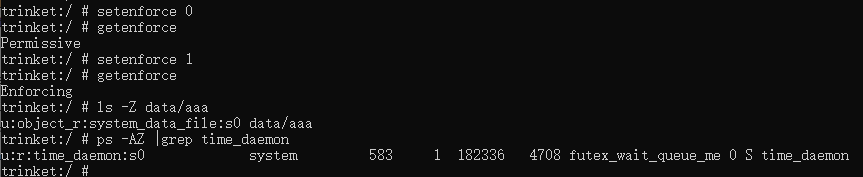 trinket:/ # setenforce 0
trinket:/ # getenforce
Permissive
trinket:/ # setenforce 1
trinket:/ # getenforce
Enforcing
trinket:/ # ls -Z data/aaa
u:object_r:system_data_file:s0 data/aaa
trinket:/ # ps -AZ |grep time_daemon
u:r:time_daemon:s0 system 583 1 182336 4708 futex_wait_queue_me 0 S time_daemon
trinket:/ #